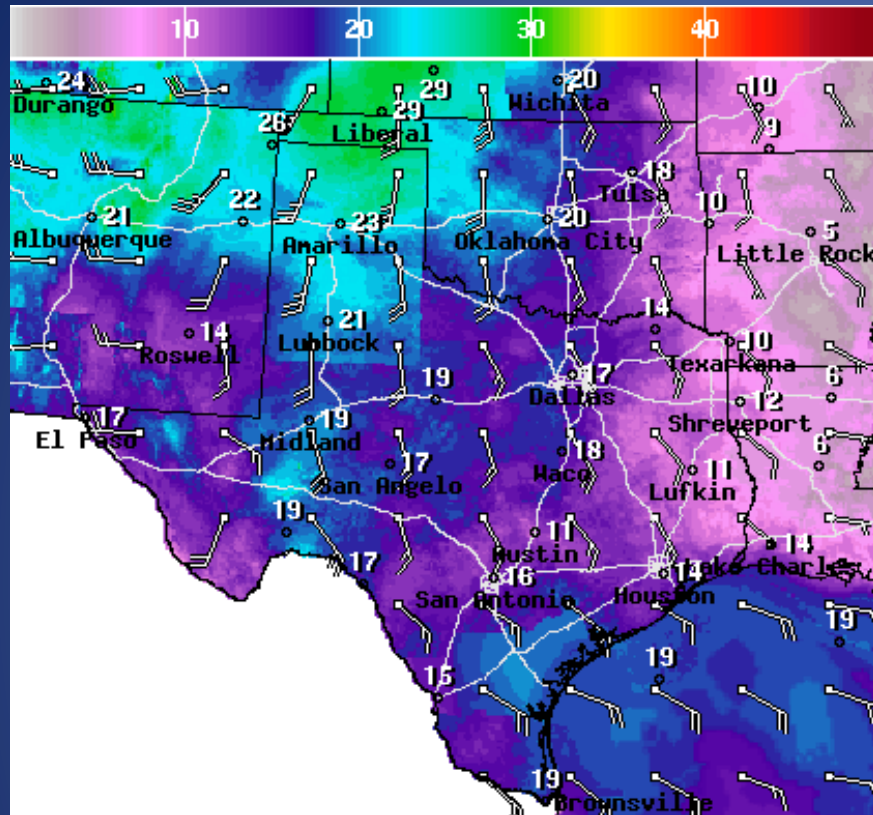 10 20 30 40
24 29 20 10
Durango Wichita
29
Liberal
26 9
18
Tulsa
21 22 23 20 10 5
Albuquerque Amarillo Oklahoma City Little Rock
21 14
14 10
Roswell Lubbock Texarkana
17
19 Dallas 12 6
17 19 Shreveport
El Paso Midland
17 18 11 6
San Angelo Waco Lufkin
19 11 14
Austin Lake Charles
17 16 14
San Antonio Houston
19
15 19
19
Brownsville